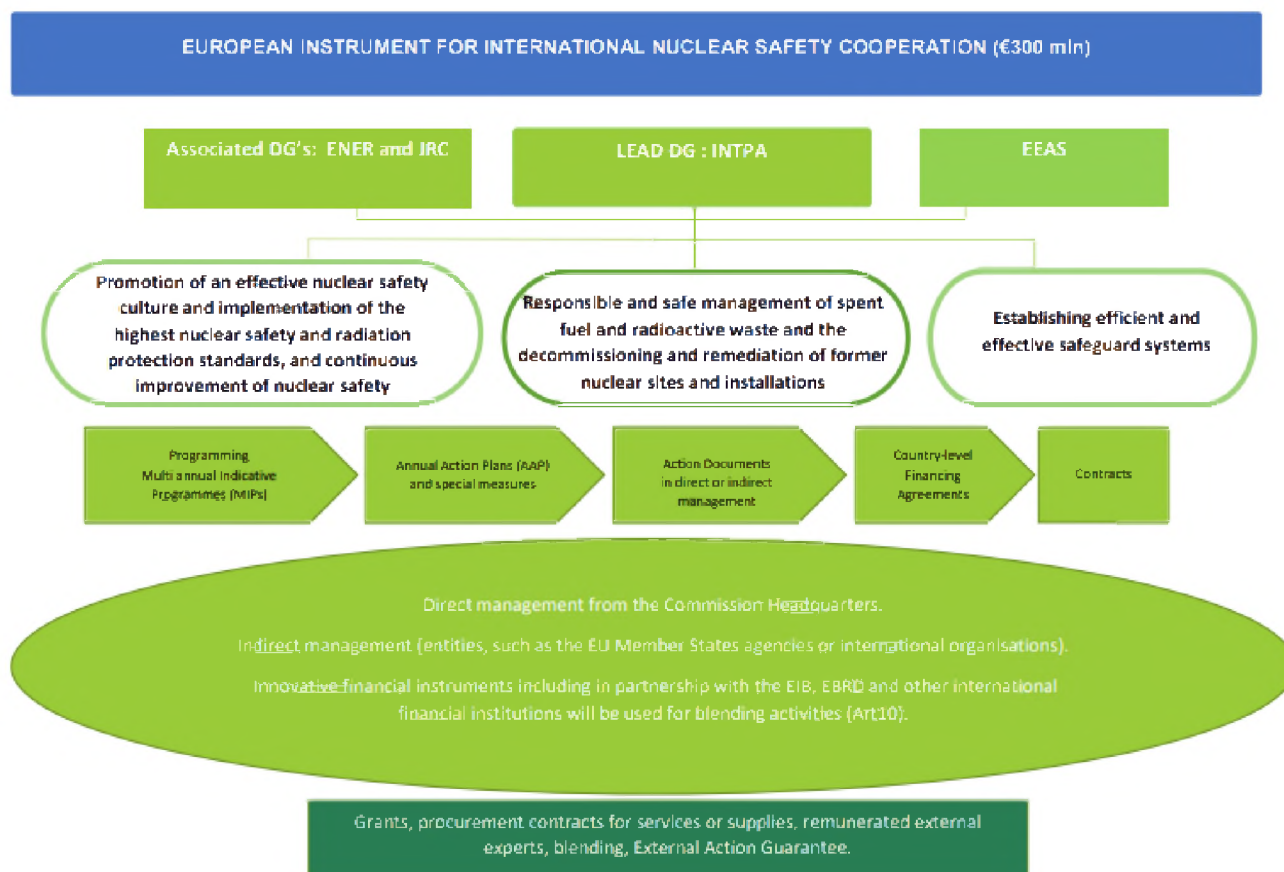 EUROPEAN INSTRUMENT FOR INTERNATIONAL NUCLEAR SAFETY COOPERATION (€300 mln)
Associated DG's: ENER and JRC
LEAD DG : INTPA
EEAS
Promotion of an effective nuclear safety
culture and implementation of the
highest nuclear safety and radiation
protection standards, and continuous
improvement of nuclear safety
Responsible and safe management of spent
fuel and radioactive waste and the
decommissioning and remediation of former
nuclear sites and installations
Establishing efficient and
effective safeguard systems
Programming
Multi annual Indicative
Programmes (MIPs)
Annual Action Plans (AAP)
and special measures
Action Documents
in direct or indirect
management
Country-level
Financing
Agreements
Contracts
Direct management from the Commission Headquarters.
Indirect management (entities, such as the EU Member States agencies or international organisations).
Innovative financial instruments including in partnership with the EIB, EBRD and other international
financial institutions will be used for blending activities (Art10).
Grants, procurement contracts for services or supplies, remunerated external
experts, blending, External Action Guarantee.